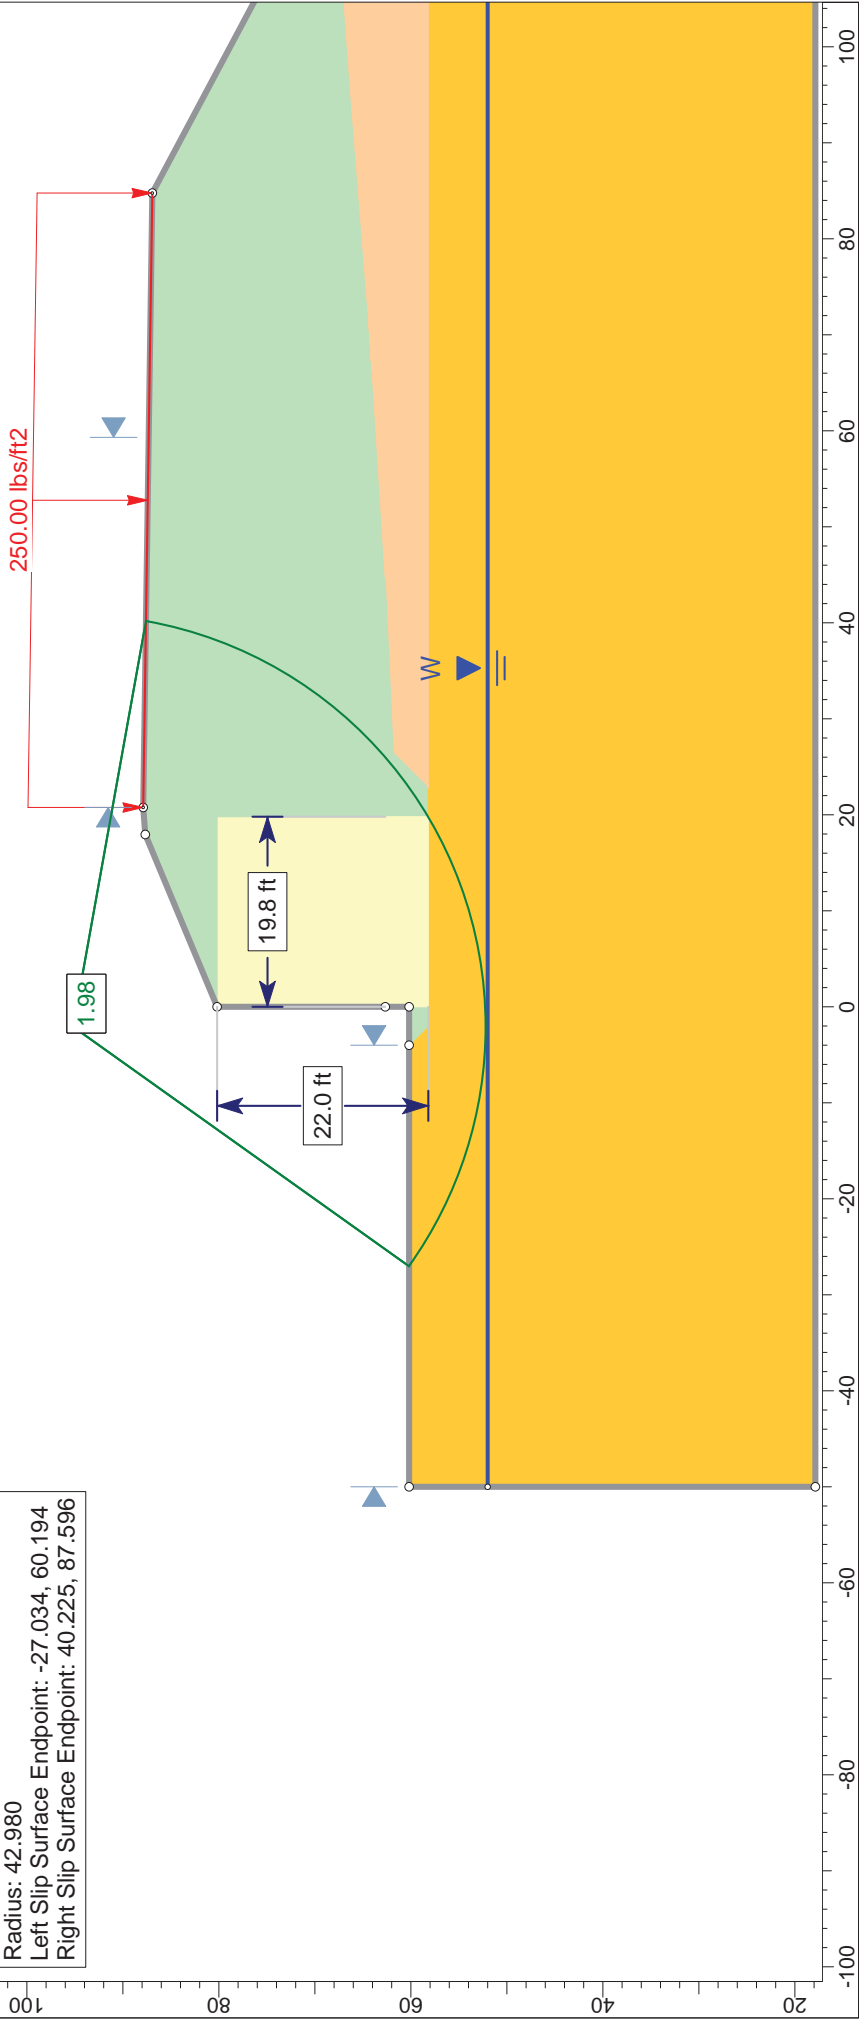 Radius: 42.980
Left Slip Surface Endpoint: -27.034, 60.194
Right Slip Surface Endpoint: 40.225, 87.596
250.00 lbs/ft2
1.98
19.8 ft
22.0 ft
W
100
80
60
40
20
-100
-80
-60
-40
-20
0
20
40
60
80
100